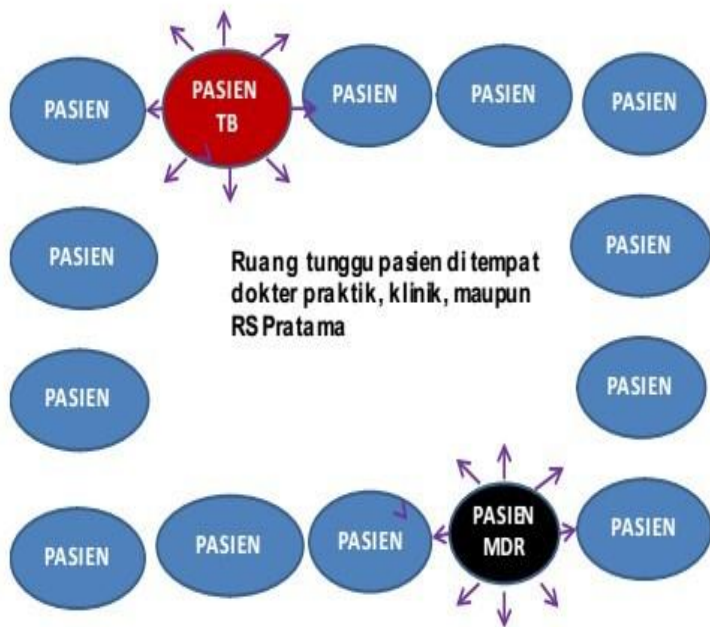 PASIEN
PASIEN
TB
PASIEN
PASIEN
PASIEN
PASIEN
PASIEN
Ruang tunggu pasien di tempat
dokter praktik, klinik, maupun
RS Pratama
PASIEN
PASIEN
PASIEN
PASIEN
PASIEN
PASIEN
MDR
PASIEN